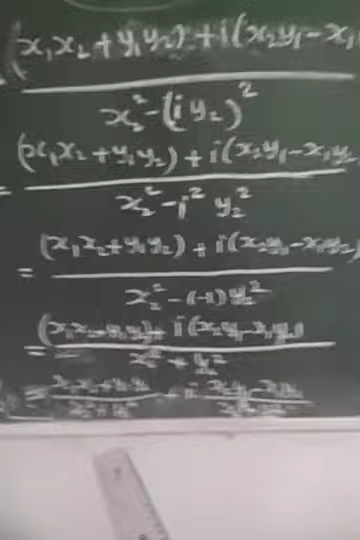 (x₁x₂+y₁y₂)+i(x₂y₁-x₁
x₂²-(iy₂)²
(x₁x₂+y₁y₂)+i(x₂y₁-x₁y₂
= x₂²-i²y₂²
(x₁x₂+y₁y₂)+i(x₂y₁-x₁y₂)
= x₂²-(-1)y₂²
(x₁x₂+y₁y₂)+i(x₂y₁-x₁y₂)
= x₂²+y₂²